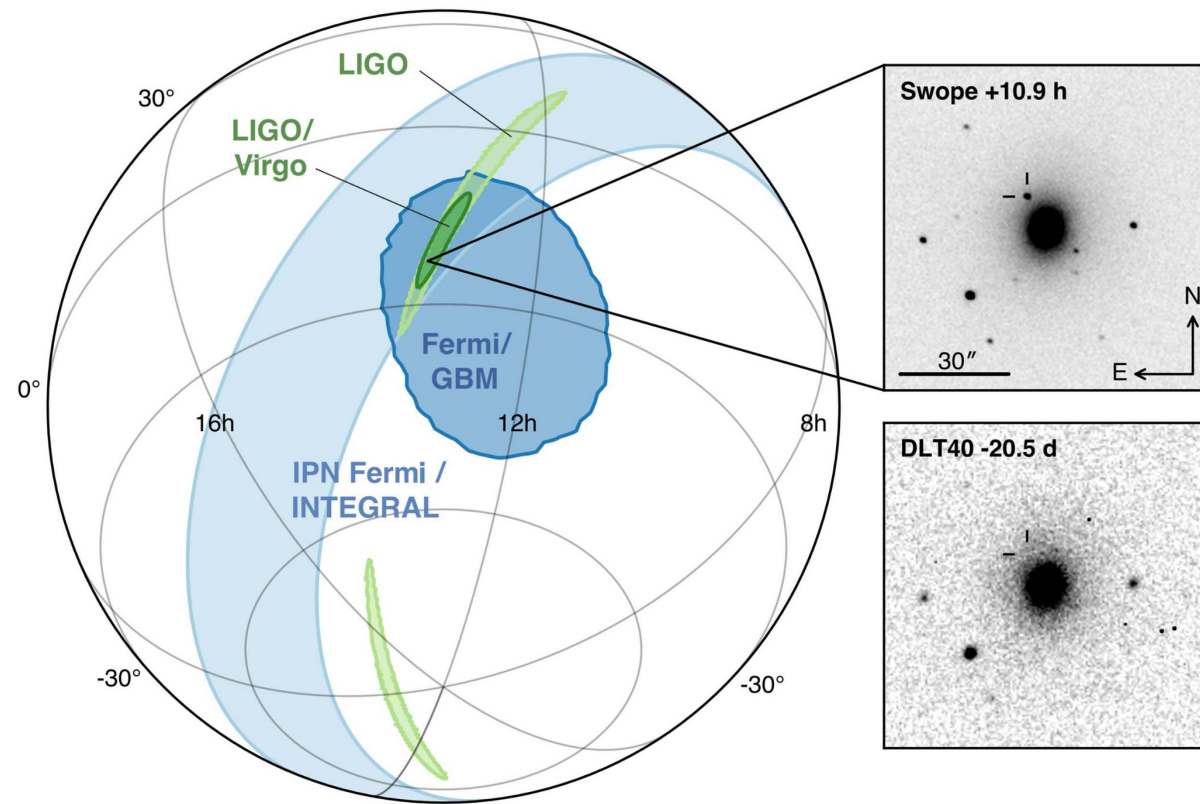 LIGO
30°
LIGO/
Virgo
Swope +10.9 h
N
30″
E
Fermi/
GBM
0°
16h
12h
8h
DLT40 -20.5 d
IPN Fermi /
INTEGRAL
-30°
-30°